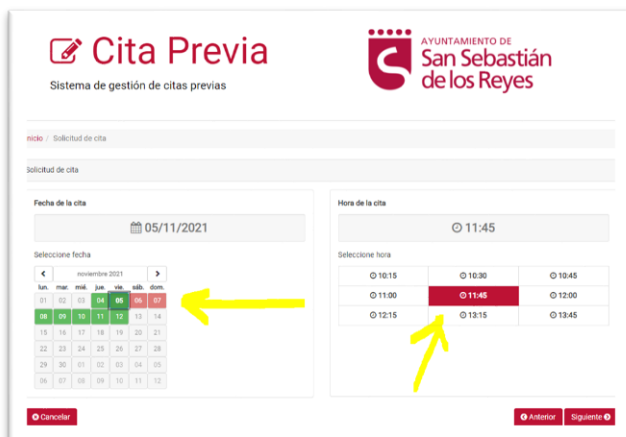 Cita Previa
Sistema de gestión de citas previas
AYUNTAMIENTO DE
San Sebastián
de los Reyes
Inicio / Solicitud de cita
Solicitud de cita
Fecha de la cita
05/11/2021
Seleccione fecha
noviembre 2021
lun. mar. mié. jue. vie. sáb. dom.
01 02 03 04 05 06 07
08 09 10 11 12 13 14
15 16 17 18 19 20 21
22 23 24 25 26 27 28
29 30 01 02 03 04 05
06 07 08 09 10 11 12
Hora de la cita
11:45
Seleccione hora
10:15 10:30 10:45
11:00 11:45 12:00
12:15 13:15 13:45
Cancelar
Anterior Siguiente